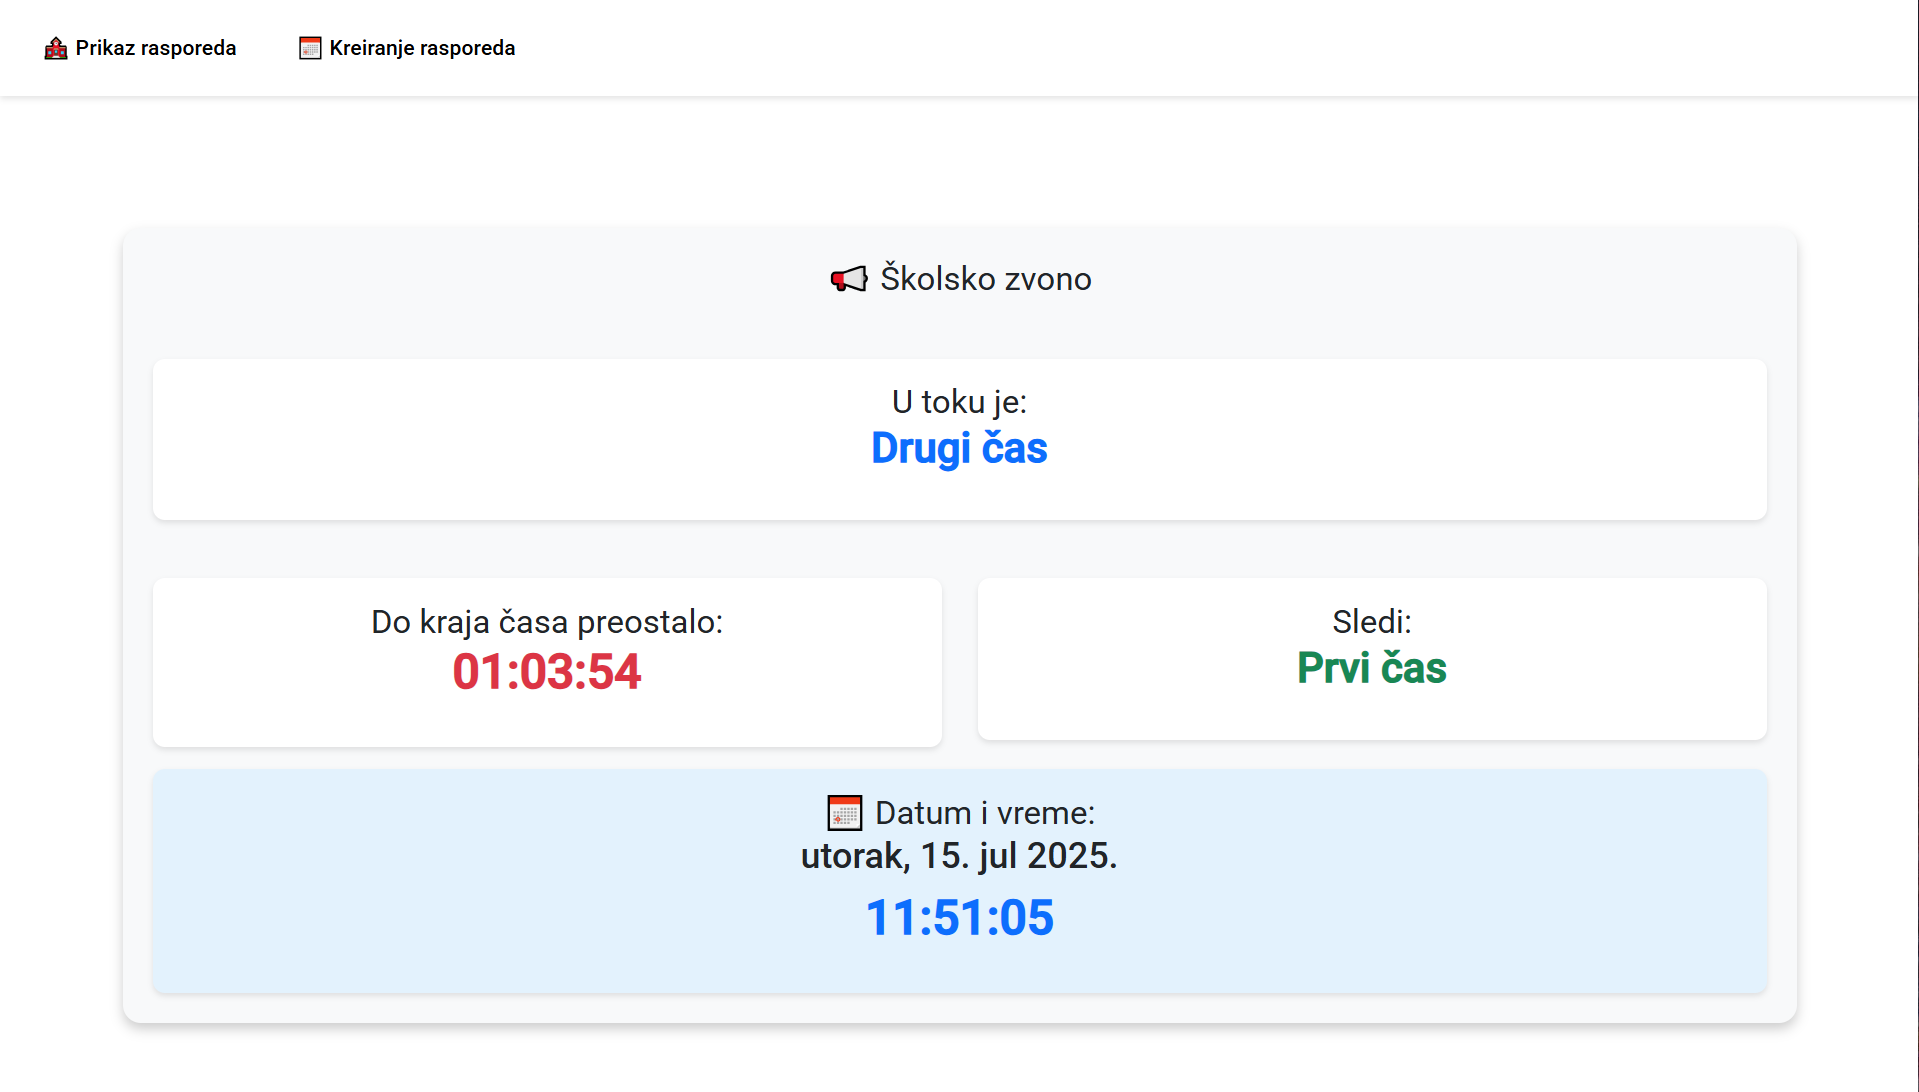 Prikaz rasporeda
Kreiranje rasporeda
Školsko zvono
U toku je:
Drugi čas
Do kraja časa preostalo:
01:03:54
Sledi:
Prvi čas
Datum i vreme:
utorak, 15. jul 2025.
11:51:05